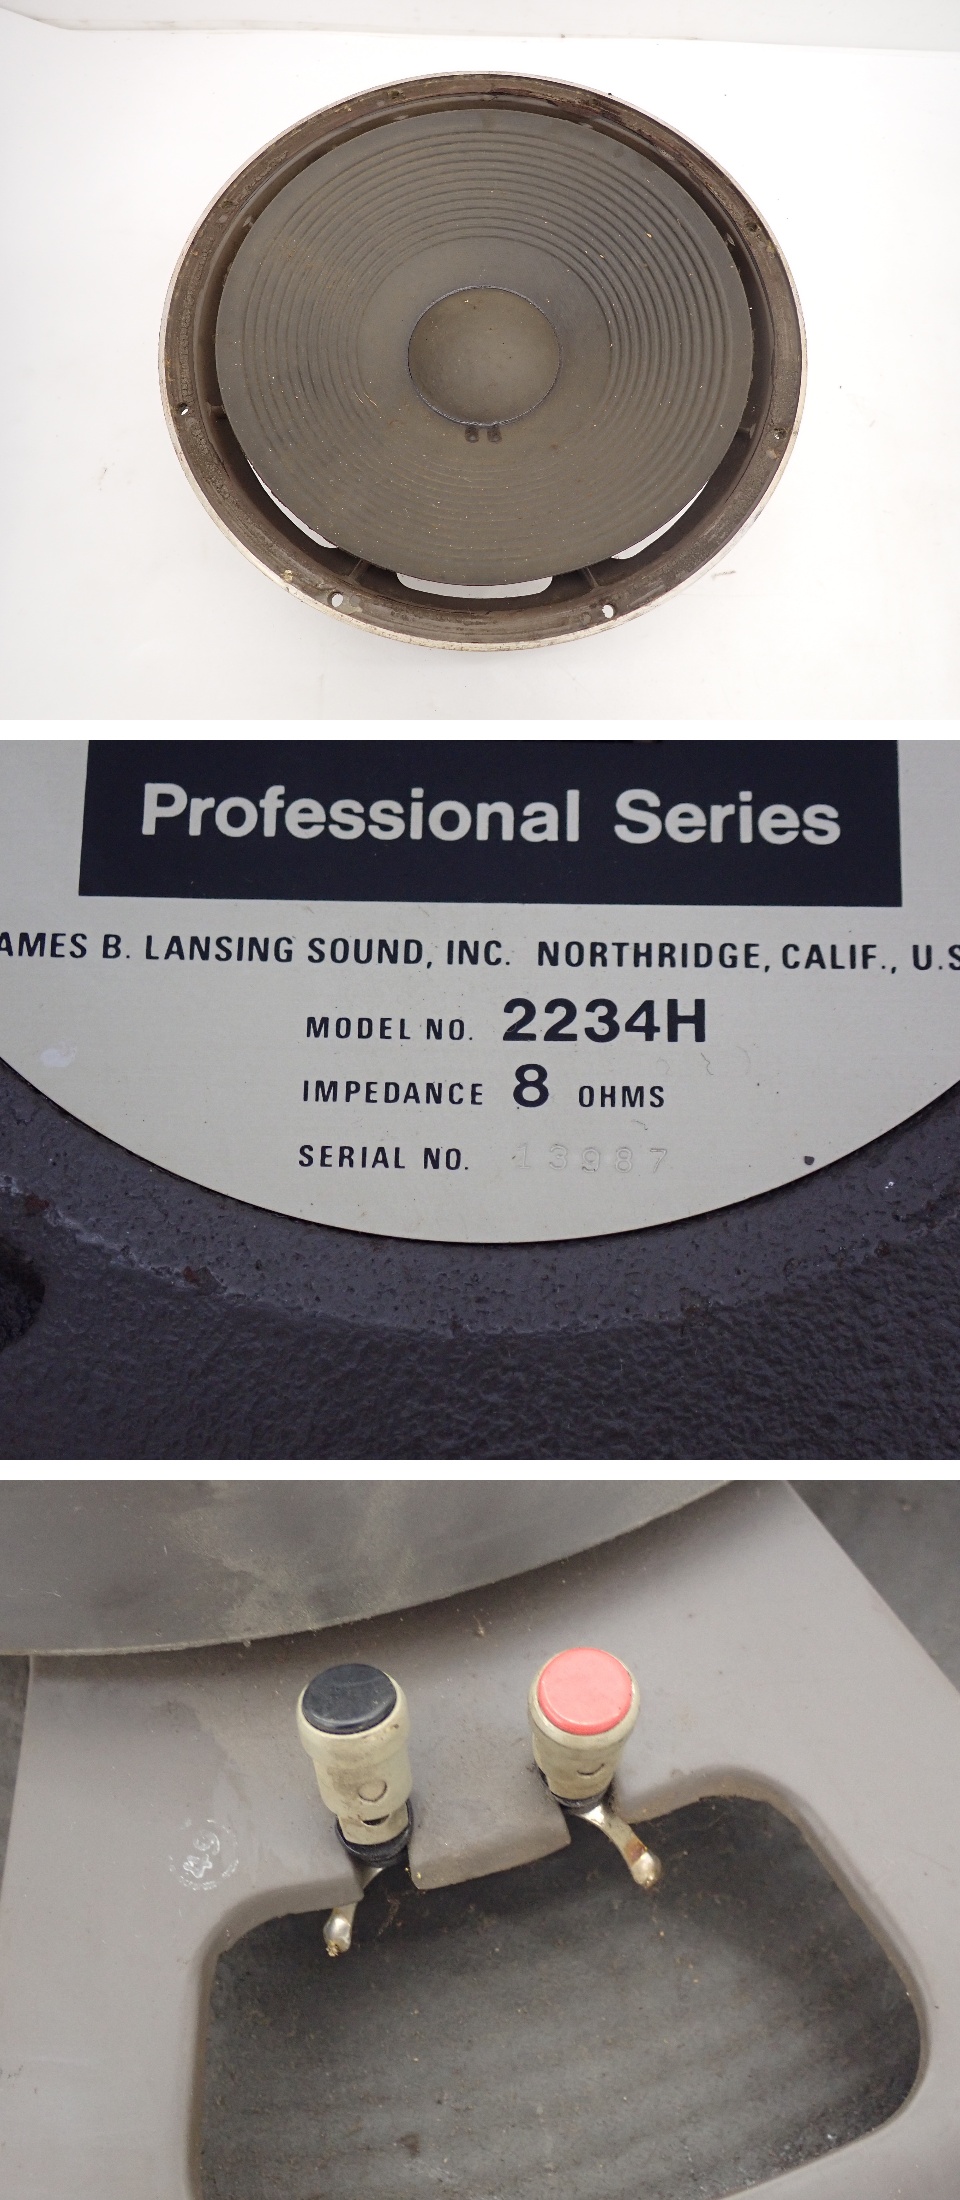 Professional Series
AMES B. LANSING SOUND, INC. NORTHRIDGE, CALIF., U.S
MODEL NO. 2234H
IMPEDANCE 8 OHMS
SERIAL NO. 13987